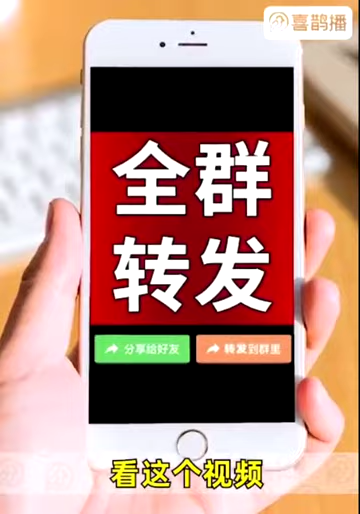 喜鹊播
全群
转发
分享给好友
转发到群里
看这个视频